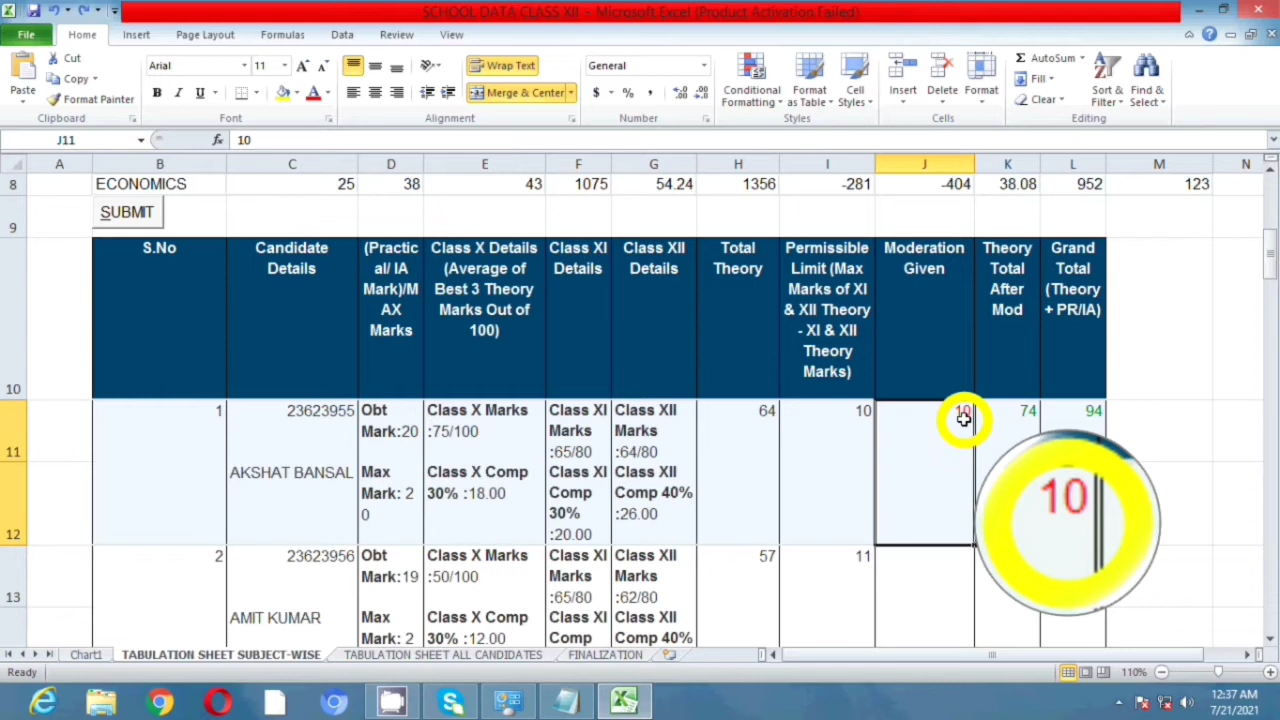 SCHOOL DATA CLASS XII - Microsoft Excel (Product Activation Failed)
File Home Insert Page Layout Formulas Data Review View
Paste
Cut
Copy
Format Painter
Clipboard
Arial 11
B I U
Font
Wrap Text
Merge & Center
Alignment
General
$ % ,
Number
Conditional Formatting
Format as Table
Cell Styles
Styles
Insert Delete Format
Cells
AutoSum
Fill
Clear
Sort & Filter
Find & Select
Editing
J11 fx 10
A B C D E F G H I J K L M N
8 ECONOMICS 25 38 43 1075 54.24 1356 -281 -404 38.08 952 123
9 SUBMIT
S.No
Candidate
Details
(Practic
al/ IA
Mark)/M
AX
Marks
Class X Details
(Average of
Best 3 Theory
Marks Out of
100)
Class XI
Details
Class XII
Details
Total
Theory
Permissible
Limit (Max
Marks of XI
& XII Theory
- XI & XII
Theory
Marks)
Moderation
Given
Theory
Total
After
Mod
Grand
Total
(Theory
+ PR/IA)
10
11
12
1
23623955
AKSHAT BANSAL
Obt
Mark:20
Max
Mark: 2
0
Class X Marks
:75/100
Class X Comp
30% :18.00
Class XI
Marks
:65/80
Class XI
Comp
30%
:20.00
Class XII
Marks
:64/80
Class XII
Comp 40%
:26.00
64
10
10
74
94
10
13
2
23623956
AMIT KUMAR
Obt
Mark:19
Max
Mark: 2
Class X Marks
:50/100
Class X Comp
30% :12.00
Class XI
Marks
:65/80
Class XI
Comp
Class XII
Marks
:62/80
Class XII
Comp 40%
57
11
Chart1 TABULATION SHEET SUBJECT-WISE TABULATION SHEET ALL CANDIDATES FINALIZATION
Ready 110%
12:37 AM
7/21/2021